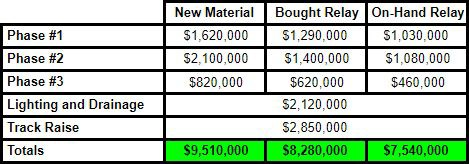 New Material Bought Relay On-Hand Relay
Phase #1 $1,620,000 $1,290,000 $1,030,000
Phase #2 $2,100,000 $1,400,000 $1,080,000
Phase #3 $820,000 $620,000 $460,000
Lighting and Drainage $2,120,000
Track Raise $2,850,000
Totals $9,510,000 $8,280,000 $7,540,000